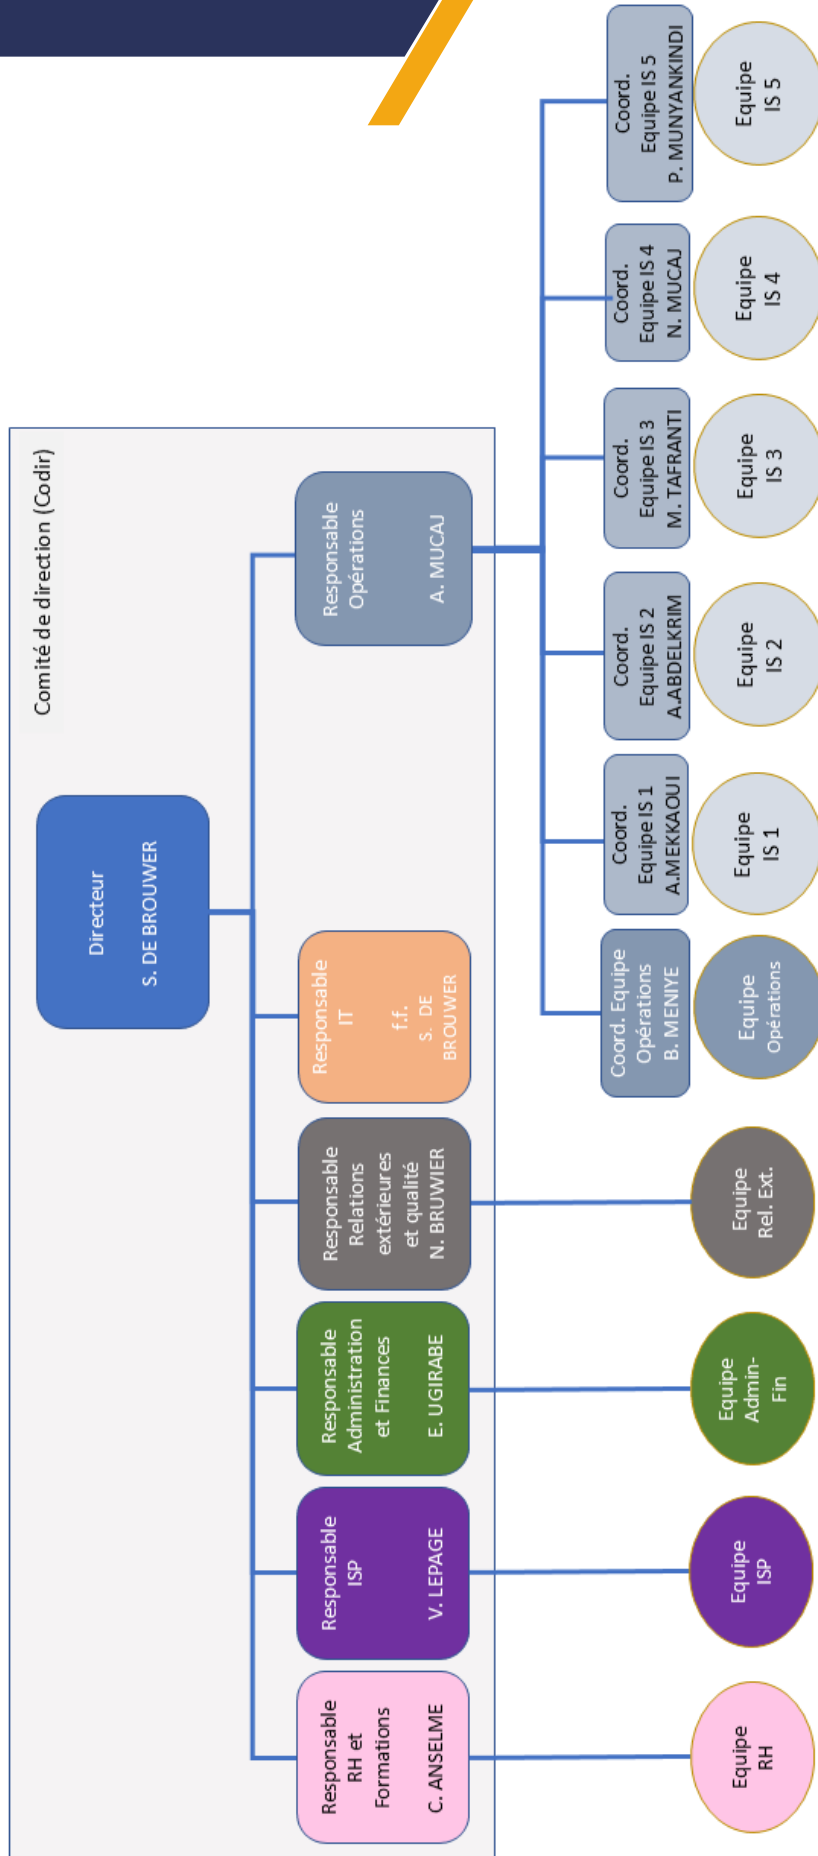 Comité de direction (Codir)
Directeur
S. DE BROUWER
Responsable
RH et
Formations
C. ANSELME
Responsable
ISP
V. LEPAGE
Responsable
Administration
et Finances
E. UGIRABE
Responsable
Relations
extérieures
et qualité
N. BRUWIER
Responsable
IT
f.f.
S. DE
BROUWER
Responsable
Opérations
A. MUCAJ
Coord. Equipe
Opérations
B. MENIYE
Coord.
Equipe IS 1
A.MEKKAOUI
Coord.
Equipe IS 2
A.ABDELKRIM
Coord.
Equipe IS 3
M. TAFRANTI
Coord.
Equipe IS 4
N. MUCAJ
Coord.
Equipe IS 5
P. MUNYANKINDI
Equipe
RH
Equipe
ISP
Equipe
Admin-
Fin
Equipe
Rel. Ext.
Equipe
Opérations
Equipe
IS 1
Equipe
IS 2
Equipe
IS 3
Equipe
IS 4
Equipe
IS 5